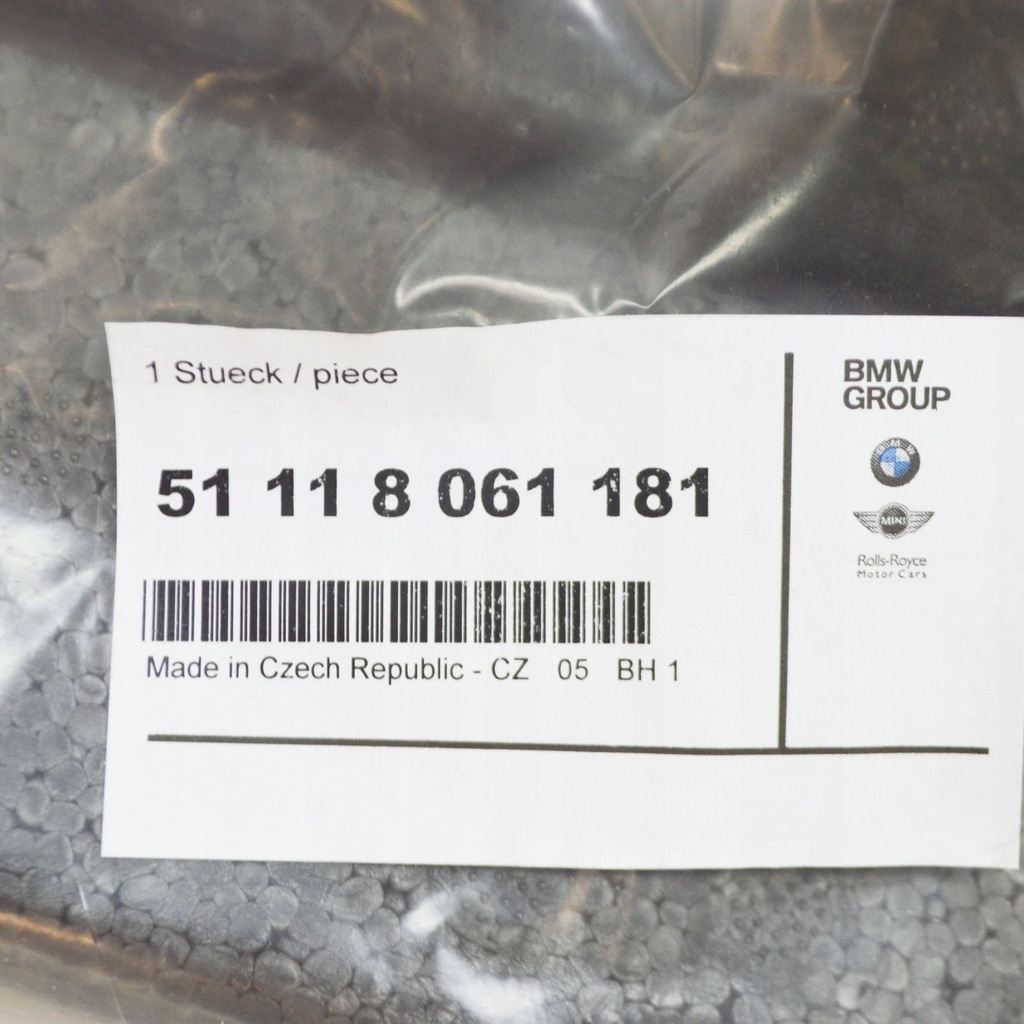 1 Stueck / piece
51 11 8 061 181
Made in Czech Republic - CZ 05 BH 1
BMW
GROUP
BMW
MINI
Rolls-Royce
Motor Cars